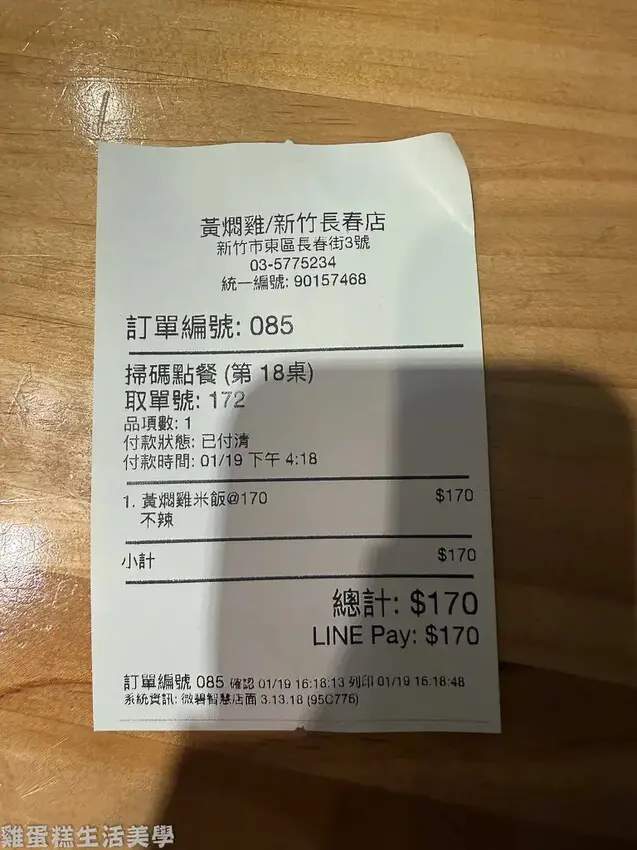 黃燜雞/新竹長春店
新竹市東區長春街3號
03-5775234
統一編號: 90157468
訂單編號: 085
掃碼點餐 (第 18桌)
取單號: 172
品項數: 1
付款狀態: 已付清
付款時間: 01/19 下午 4:18
1. 黃燜雞米飯@170 $170
不辣
小計 $170
總計: $170
LINE Pay: $170
訂單編號 085 確認 01/19 16:18:13 列印 01/19 16:18:48
系統資訊: 微碧智慧店面 3.13.18 (95C776)
雞蛋糕生活美學